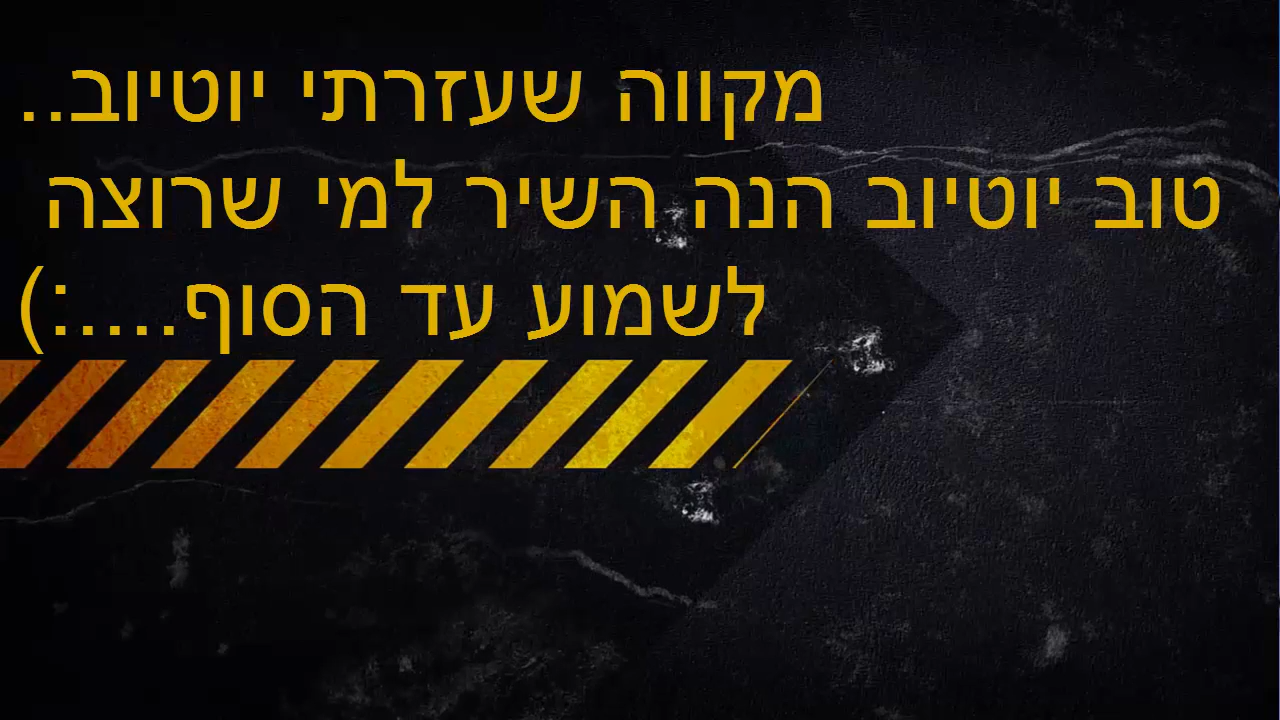 מקווה שעזרתי יוטיוב..
טוב יוטיוב הנה השיר למי שרוצה
לשמוע עד הסוף....:)